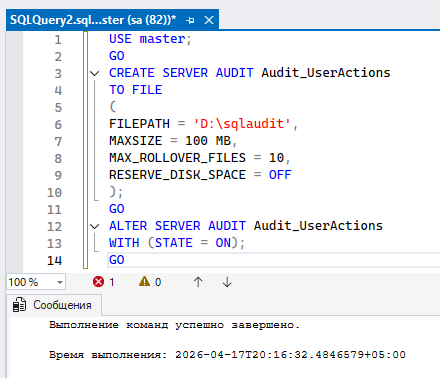 SQLQuery2.sql...ster (sa (82))*
1 USE master;
2 GO
3 CREATE SERVER AUDIT Audit_UserActions
4 TO FILE
5 (
6 FILEPATH = 'D:\sqlaudit',
7 MAXSIZE = 100 MB,
8 MAX_ROLLOVER_FILES = 10,
9 RESERVE_DISK_SPACE = OFF
10 );
11 GO
12 ALTER SERVER AUDIT Audit_UserActions
13 WITH (STATE = ON);
14 GO
100 % 1 0
Сообщения
Выполнение команд успешно завершено.
Время выполнения: 2026-04-17T20:16:32.4846579+05:00